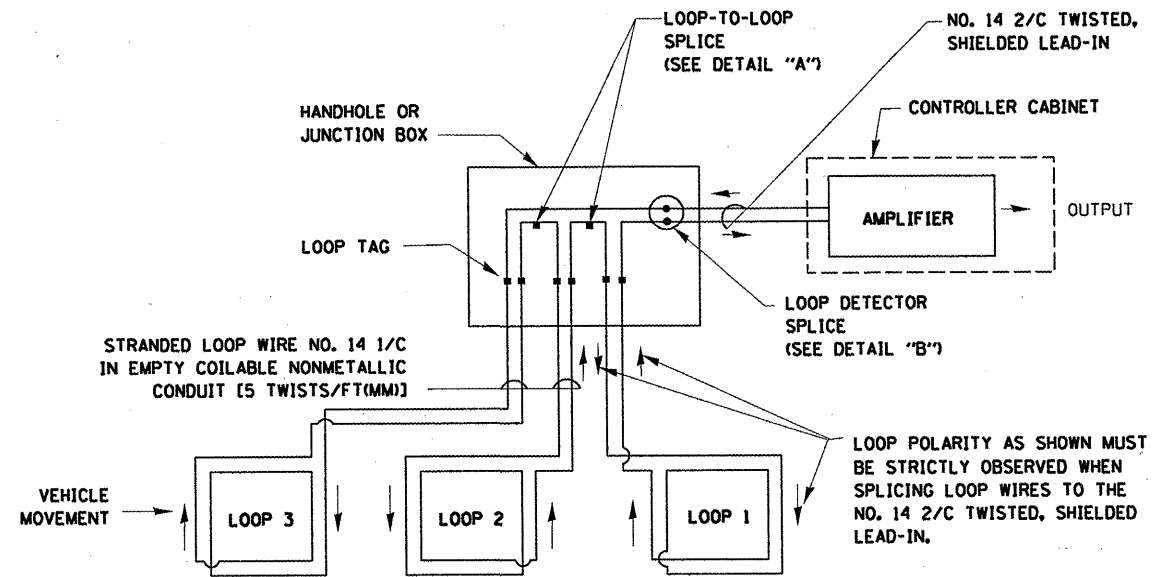 LOOP-TO-LOOP
SPLICE
(SEE DETAIL "A")
NO. 14 2/C TWISTED,
SHIELDED LEAD-IN
HANDHOLE OR
JUNCTION BOX
CONTROLLER CABINET
AMPLIFIER
OUTPUT
LOOP TAG
LOOP DETECTOR
SPLICE
(SEE DETAIL "B")
STRANDED LOOP WIRE NO. 14 1/C
IN EMPTY COILABLE NONMETALLIC
CONDUIT [5 TWISTS/FT(MM)]
LOOP POLARITY AS SHOWN MUST
BE STRICTLY OBSERVED WHEN
SPLICING LOOP WIRES TO THE
NO. 14 2/C TWISTED, SHIELDED
LEAD-IN.
VEHICLE
MOVEMENT
LOOP 3
LOOP 2
LOOP 1